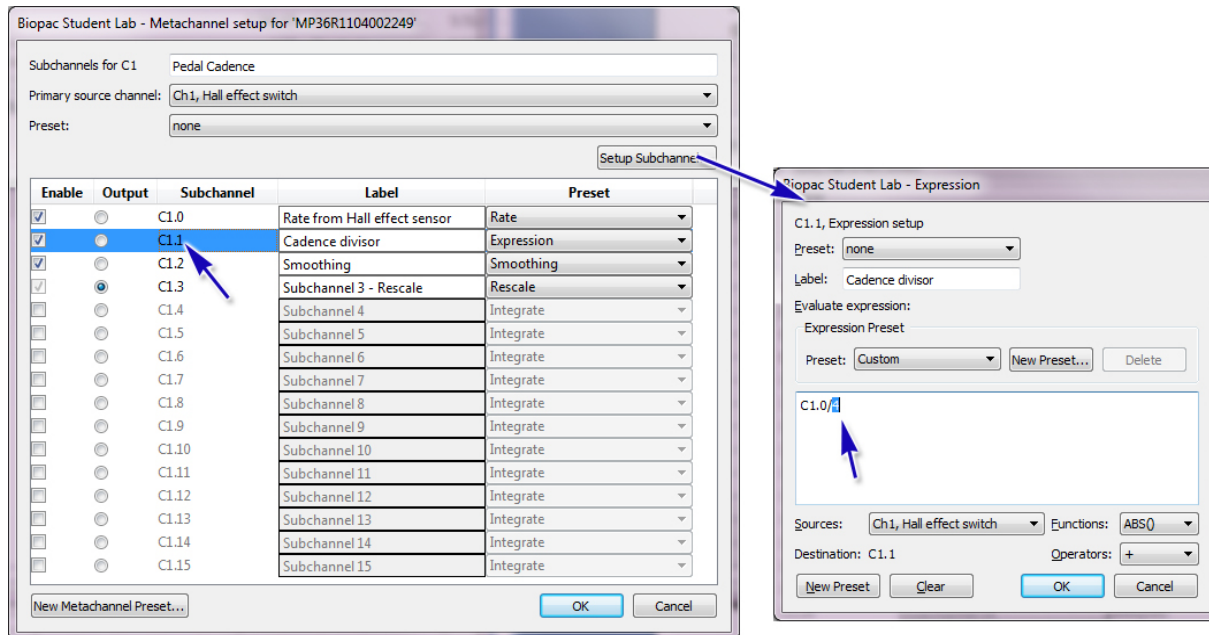 Biopac Student Lab - Metachannel setup for 'MP36R1104002249'
Subchannels for C1 Pedal Cadence
Primary source channel: Ch1, Hall effect switch
Preset: none
Setup Subchannel
Enable Output Subchannel Label Preset
C1.0 Rate from Hall effect sensor Rate
C1.1 Cadence divisor Expression
C1.2 Smoothing Smoothing
C1.3 Subchannel 3 - Rescale Rescale
C1.4 Subchannel 4 Integrate
C1.5 Subchannel 5 Integrate
C1.6 Subchannel 6 Integrate
C1.7 Subchannel 7 Integrate
C1.8 Subchannel 8 Integrate
C1.9 Subchannel 9 Integrate
C1.10 Subchannel 10 Integrate
C1.11 Subchannel 11 Integrate
C1.12 Subchannel 12 Integrate
C1.13 Subchannel 13 Integrate
C1.14 Subchannel 14 Integrate
C1.15 Subchannel 15 Integrate
New Metachannel Preset... OK Cancel
Biopac Student Lab - Expression
C1.1, Expression setup
Preset: none
Label: Cadence divisor
Evaluate expression:
Expression Preset
Preset: Custom New Preset... Delete
C1.0/
Sources: Ch1, Hall effect switch Functions: ABS()
Destination: C1.1 Operators: +
New Preset Clear OK Cancel